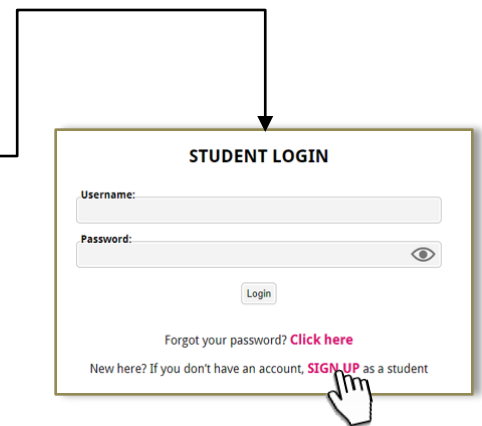 STUDENT LOGIN
Username:
Password:
Login
Forgot your password? Click here
New here? If you don't have an account, SIGN UP as a student